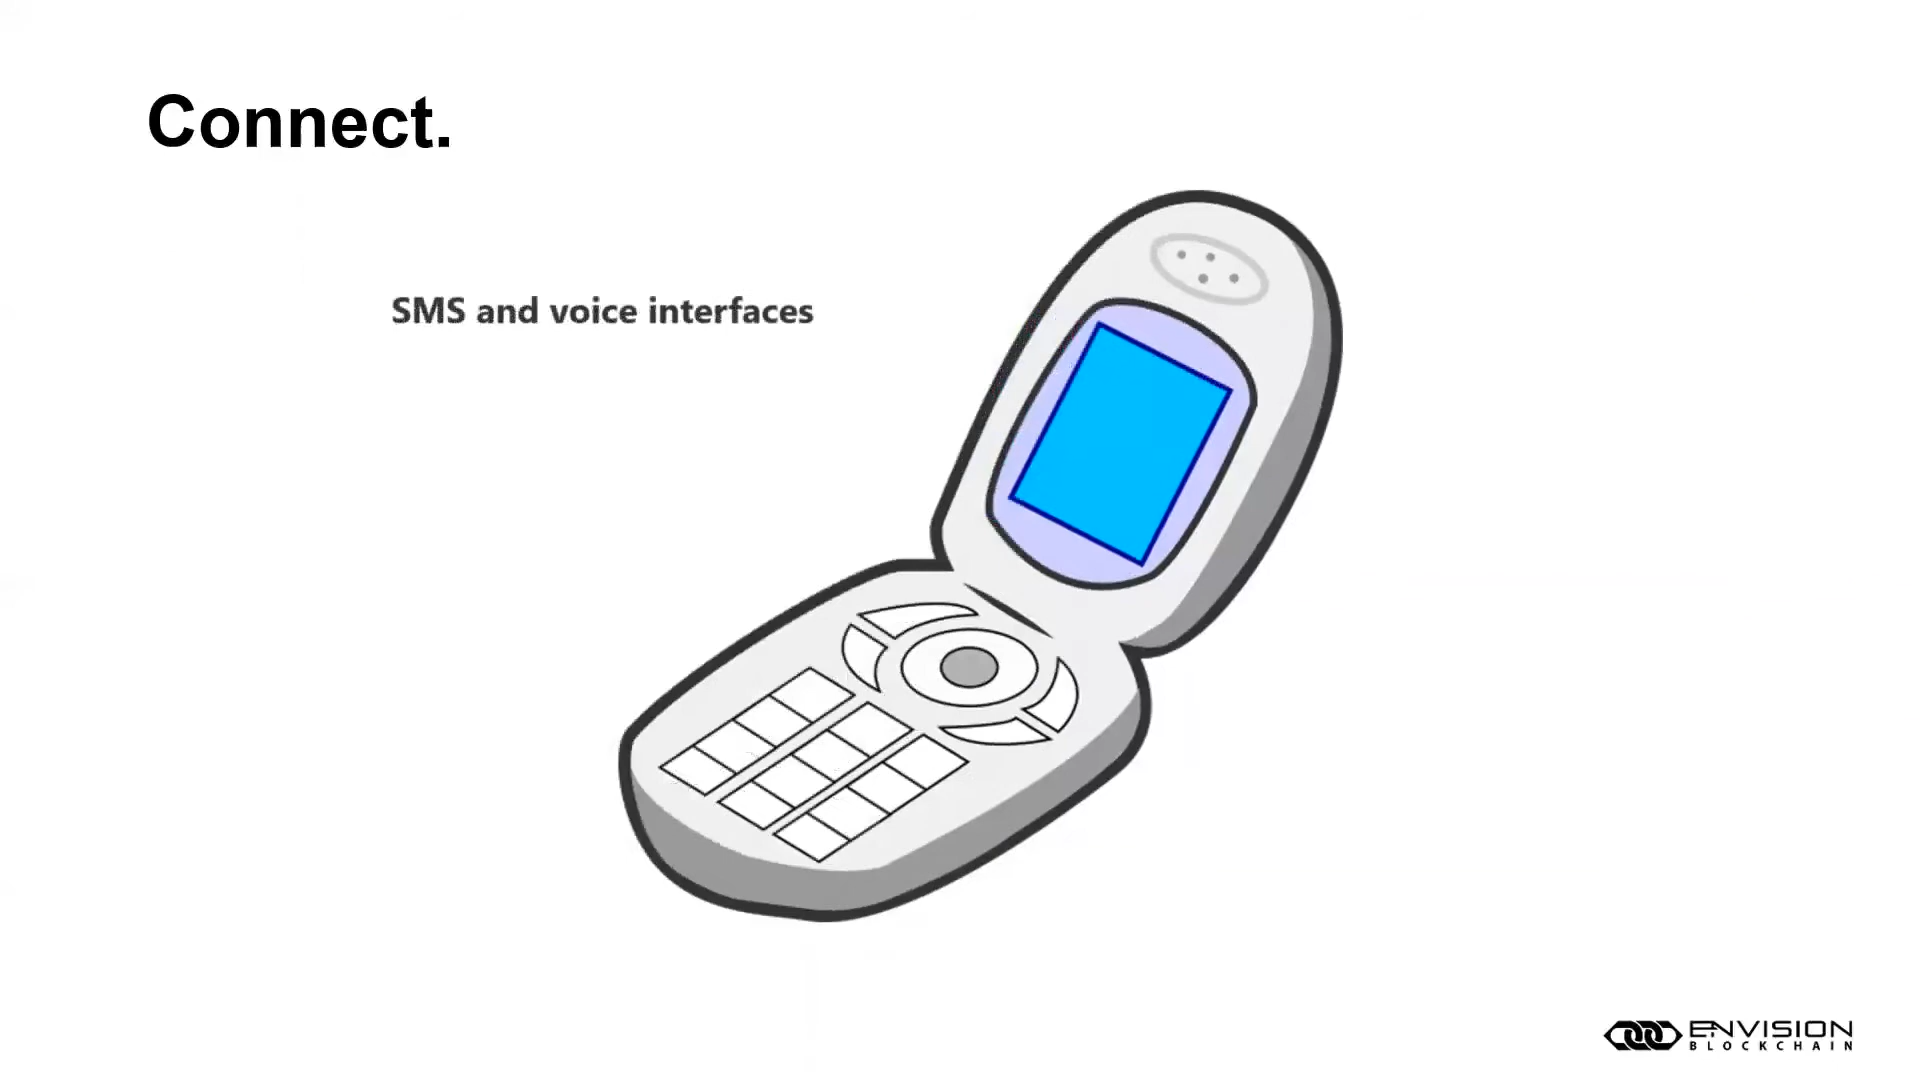 Connect.
SMS and voice interfaces
ENVISION
BLOCKCHAIN